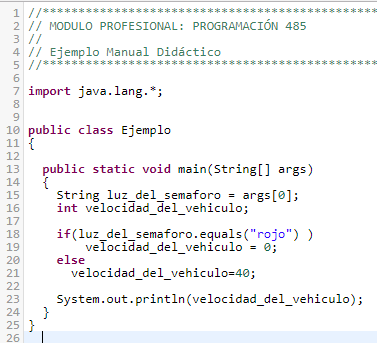 1 //***********************************************
2 // MODULO PROFESIONAL: PROGRAMACIÓN 485
3 //
4 // Ejemplo Manual Didáctico
5 //***********************************************
6
7 import java.lang.*;
8
9
10 public class Ejemplo
11 {
12
13 public static void main(String[] args)
14 {
15 String luz_del_semaforo = args[0];
16 int velocidad_del_vehiculo;
17
18 if(luz_del_semaforo.equals("rojo") )
19 velocidad_del_vehiculo = 0;
20 else
21 velocidad_del_vehiculo=40;
22
23 System.out.println(velocidad_del_vehiculo);
24 }
25 }
26